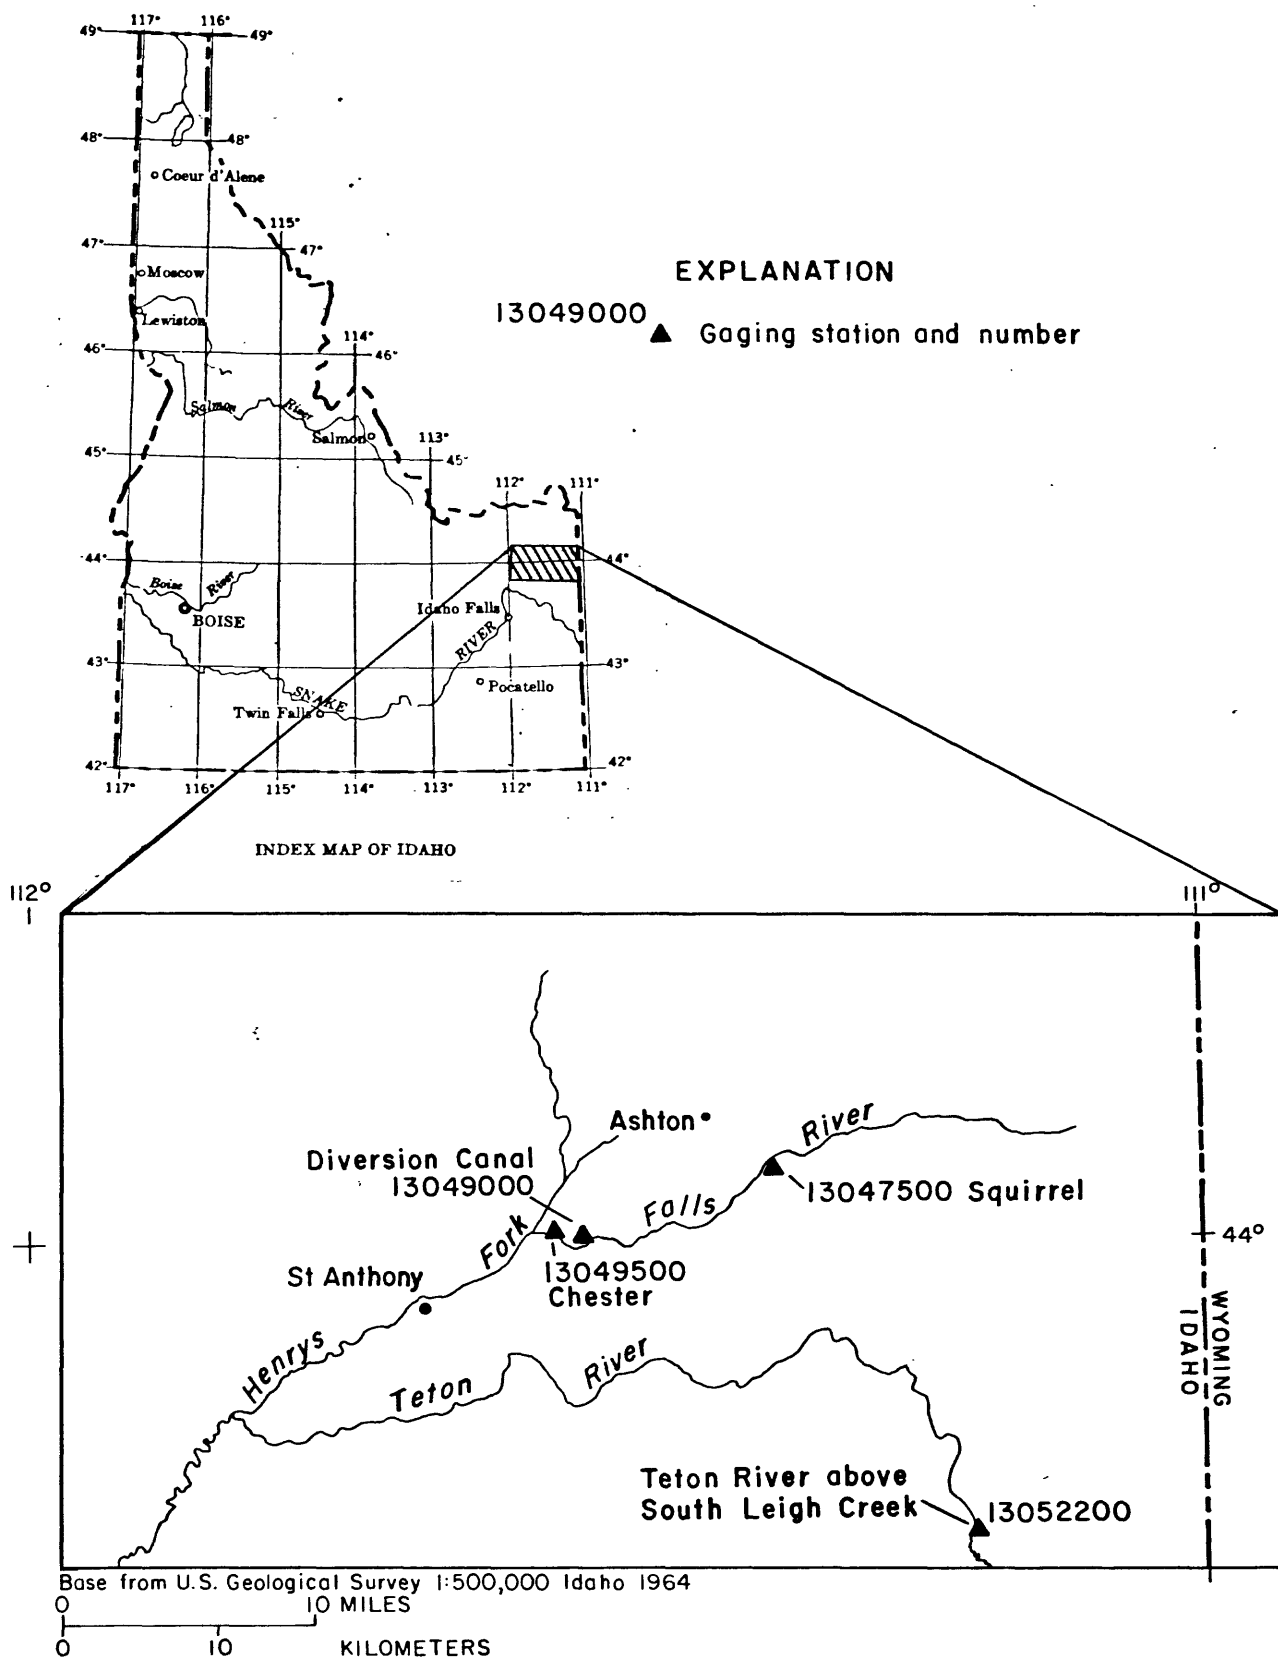 117° 116°
49° 49°
48° 48°
Coeur d'Alene
115°
47° 47°
Moscow
EXPLANATION
13049000
Gaging station and number
Lewiston
114°
46° 46°
Salmon River
Salmon
113°
45° 45°
112° 111°
44° 44°
Boise River
Idaho Falls
BOISE
RIVER
43° 43°
Pocatello
SNAKE
Twin Falls
42° 42°
117° 116° 115° 114° 113° 112° 111°
INDEX MAP OF IDAHO
112° 111°
Ashton
River
Diversion Canal
13049000
13047500 Squirrel
Falls
Fork
44°
St Anthony
13049500
Chester
WYOMING
IDAHO
Henrys
River
Teton
Teton River above
South Leigh Creek
13052200
Base from U.S. Geological Survey 1:500,000 Idaho 1964
0 10 MILES
0 10 KILOMETERS